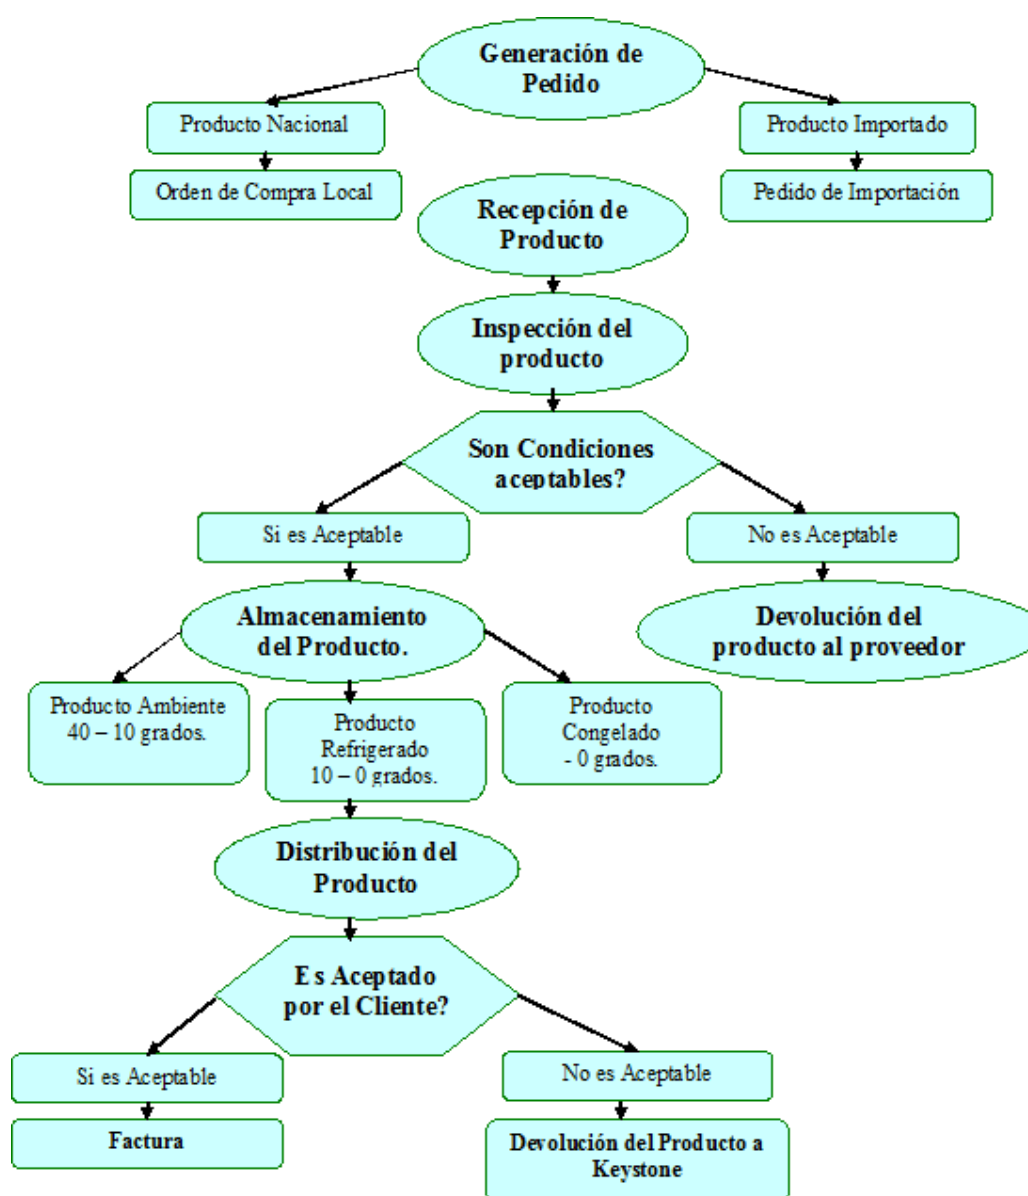 Generación de
Pedido
Producto Nacional
Producto Importado
Orden de Compra Local
Pedido de Importación
Recepción de
Producto
Inspección del
producto
Son Condiciones
aceptables?
Si es Aceptable
No es Aceptable
Almacenamiento
del Producto.
Devolución del
producto al proveedor
Producto Ambiente
40 – 10 grados.
Producto
Refrigerado
10 – 0 grados.
Producto
Congelado
- 0 grados.
Distribución del
Producto
Es Aceptado
por el Cliente?
Si es Aceptable
No es Aceptable
Factura
Devolución del Producto a
Keystone